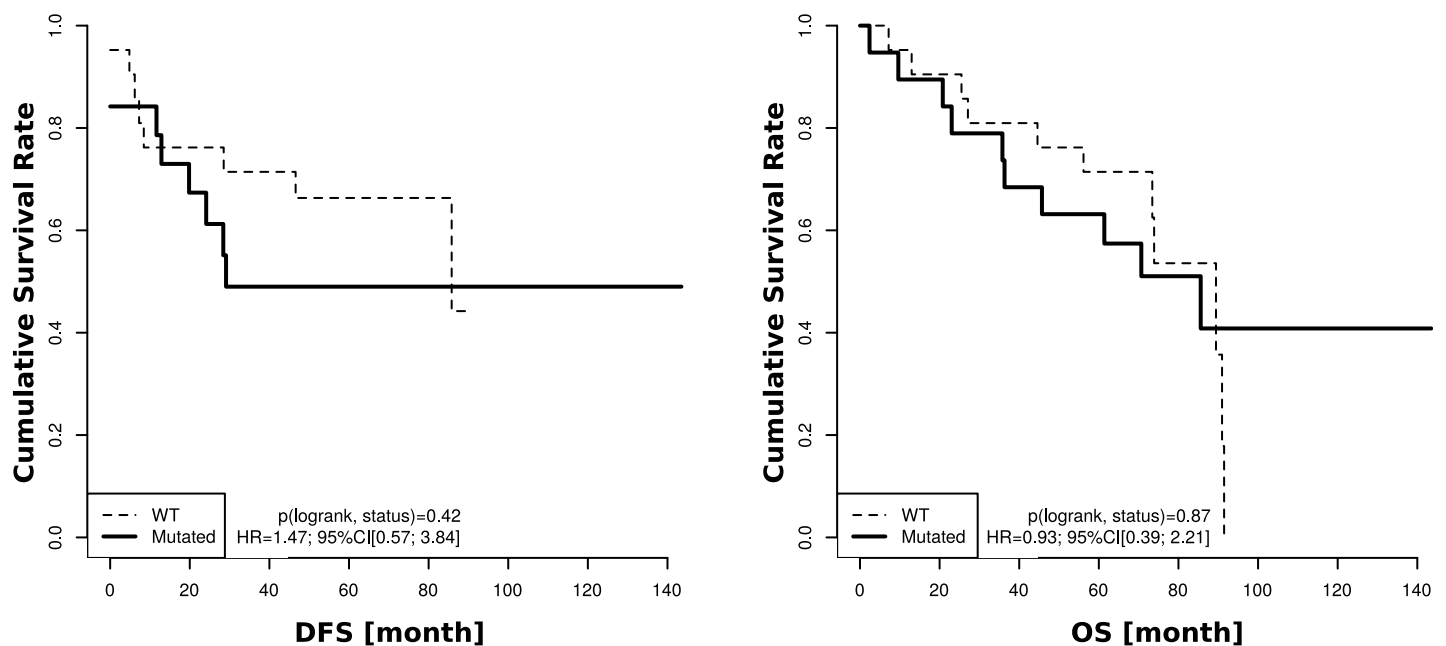 Cumulative Survival Rate
1.0
0.8
0.6
0.4
0.2
0.0
WT
Mutated
p(logrank, status)=0.42
HR=1.47; 95%CI[0.57; 3.84]
0 20 40 60 80 100 120 140
DFS [month]
Cumulative Survival Rate
1.0
0.8
0.6
0.4
0.2
0.0
WT
Mutated
p(logrank, status)=0.87
HR=0.93; 95%CI[0.39; 2.21]
0 20 40 60 80 100 120 140
OS [month]